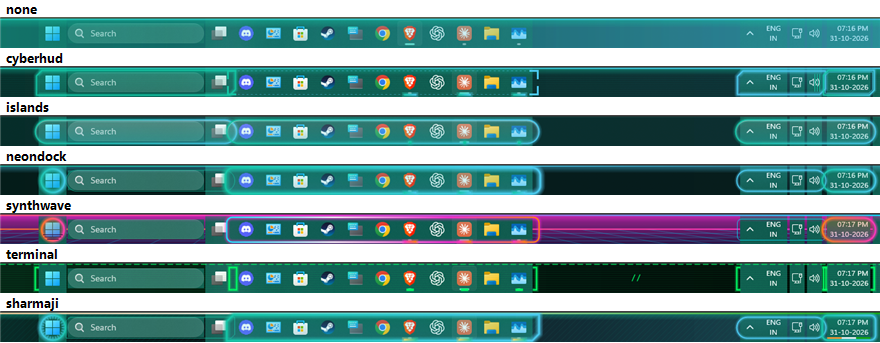 none
Search
ENG
IN
07:16 PM
31-10-2026
cyberhud
Search
ENG
IN
07:16 PM
31-10-2026
islands
Search
ENG
IN
07:16 PM
31-10-2026
neondock
Search
ENG
IN
07:16 PM
31-10-2026
synthwave
Search
ENG
IN
07:17 PM
31-10-2026
terminal
Search
//
ENG
IN
07:17 PM
31-10-2026
sharmaji
Search
ENG
IN
07:17 PM
31-10-2026